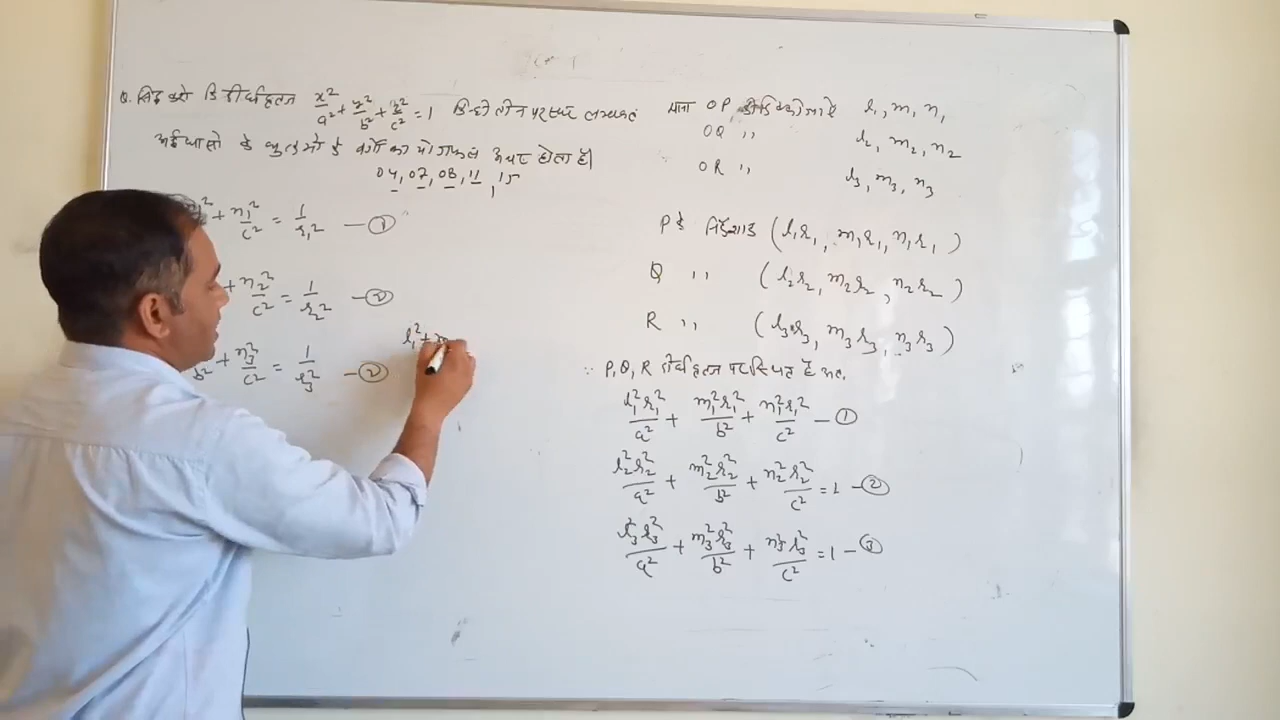 Q. सिद्ध करो कि दीर्घवृत्तज x²/a² + y²/b² + z²/c² = 1 के तीन परस्पर लम्बवत
के व्युत्क्रमो के वर्गों का योगफल अचर होता है।
04, 07, 08, 11, 15
+ n₁²/c² = 1/r₁² — ①
+ n₂²/c² = 1/r₂² — ②
b² + n₃²/c² = 1/r₃² — ②
l₁² + m
माना OP, l₁, m₁, n₁
OQ ,, l₂, m₂, n₂
OR ,, l₃, m₃, n₃
P के निर्देशांक (l₁r₁, m₁r₁, n₁r₁)
Q ,, (l₂r₂, m₂r₂, n₂r₂)
R ,, (l₃r₃, m₃r₃, n₃r₃)
∵ P, Q, R दीर्घवृत्तज पर स्थित है अतः
l₁²r₁²/a² + m₁²r₁²/b² + n₁²r₁²/c² — ①
l₂²r₂²/a² + m₂²r₂²/b² + n₂²r₂²/c² = 1 — ②
l₃²r₃²/a² + m₃²r₃²/b² + n₃²r₃²/c² = 1 — ③